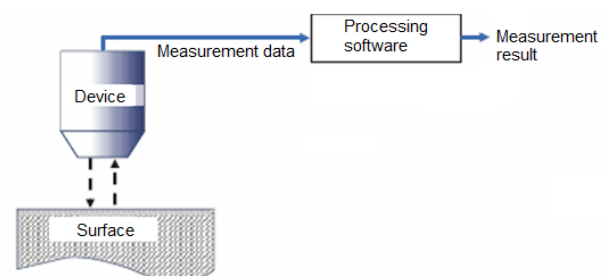 Processing
software
Measurement data
Measurement
result
Device
Surface